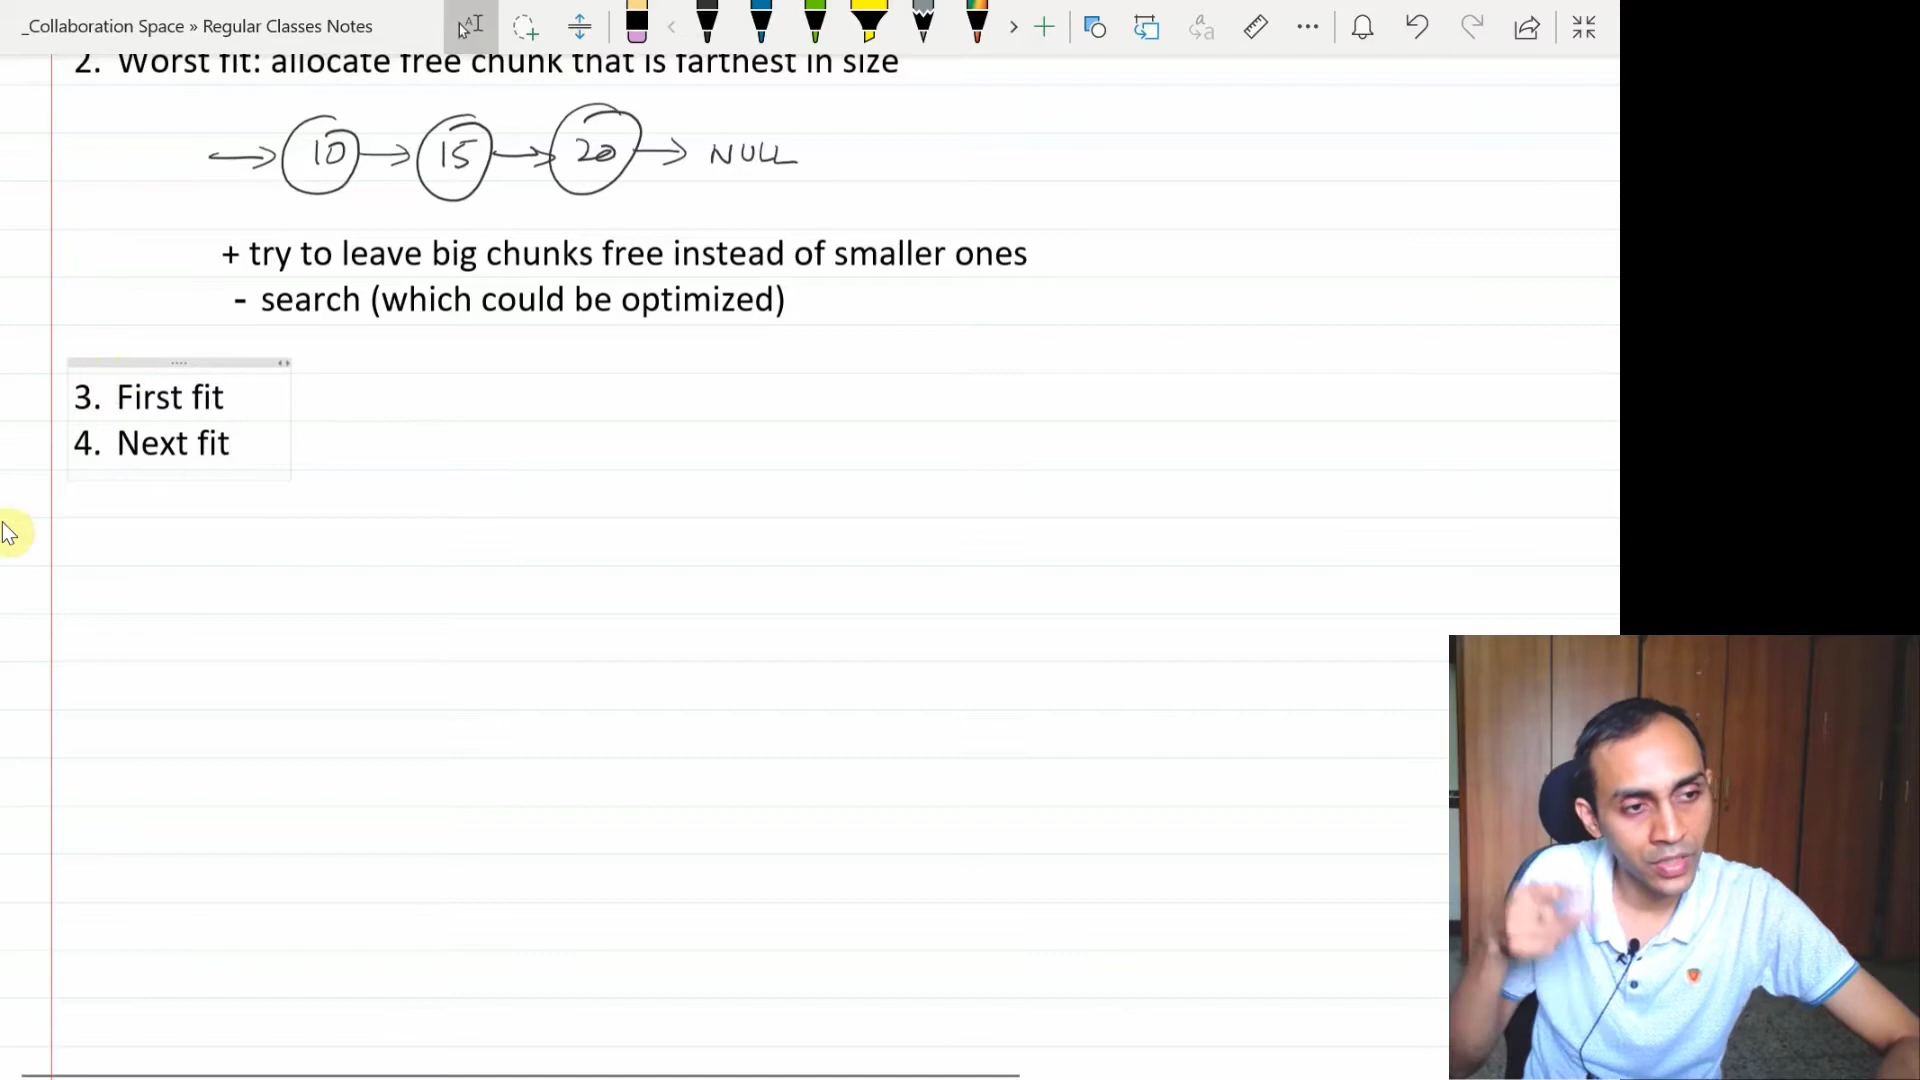 _Collaboration Space » Regular Classes Notes
2. Worst fit: allocate free chunk that is farthest in size
→ 10 → 15 → 20 → NULL
+ try to leave big chunks free instead of smaller ones
- search (which could be optimized)
3. First fit
4. Next fit